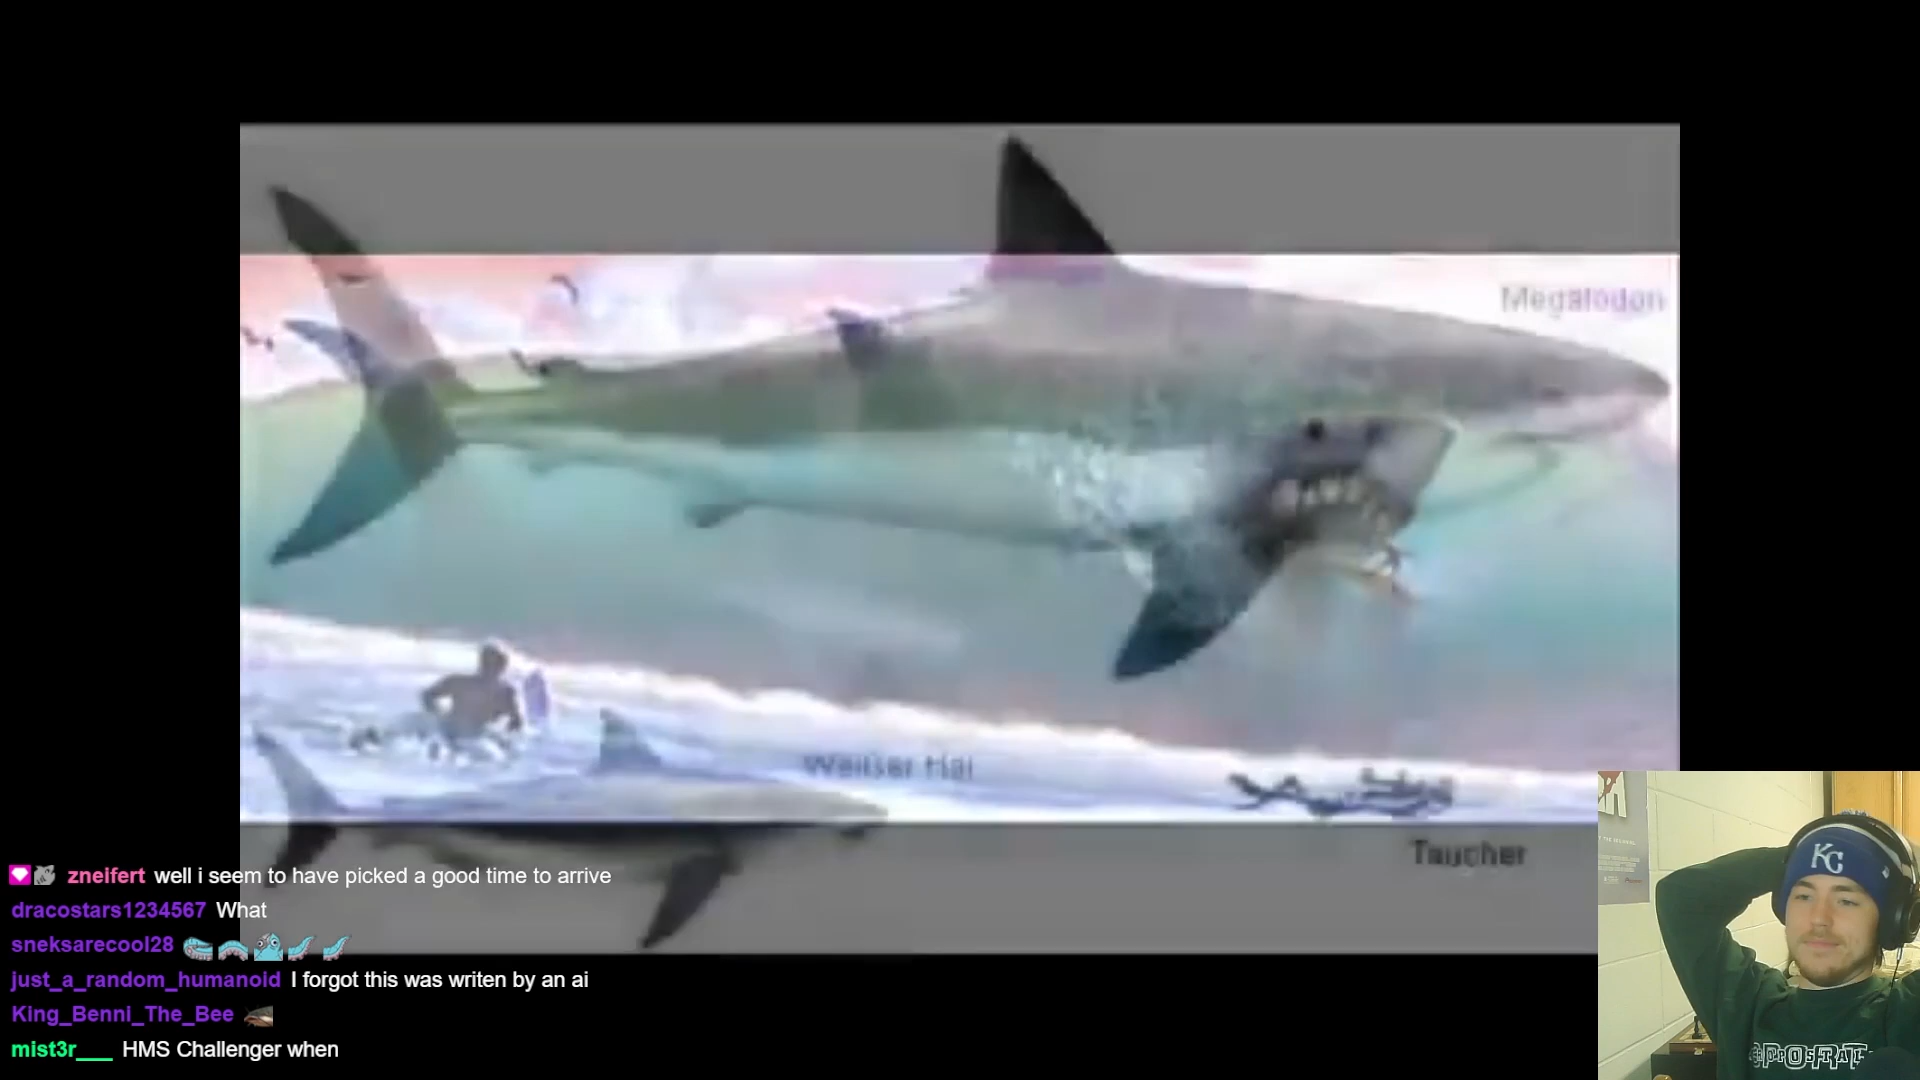 Megalodon
Weißer Hai
Taucher
zneifert well i seem to have picked a good time to arrive
dracostars1234567 What
sneksarecool28
just_a_random_humanoid I forgot this was writen by an ai
King_Benni_The_Bee
mist3r___ HMS Challenger when
KC